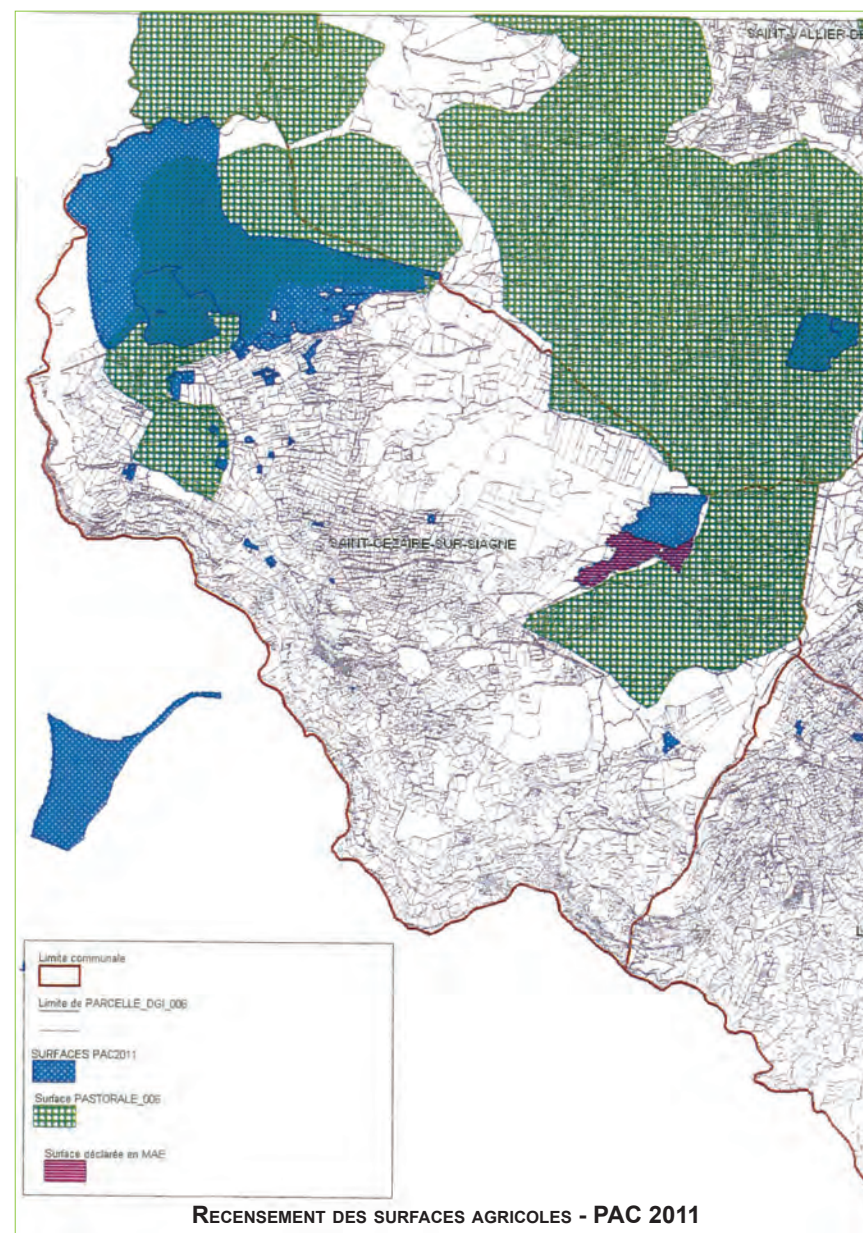 SAINT-VALLIER-DE
SAINT-CEZAIRE-SUR-SIAGNE
L
Limite communale
Limite de PARCELLE_DGI_006
SURFACES PAC2011
Surface PASTORALE_006
Surface déclarée en MAE
RECENSEMENT DES SURFACES AGRICOLES - PAC 2011